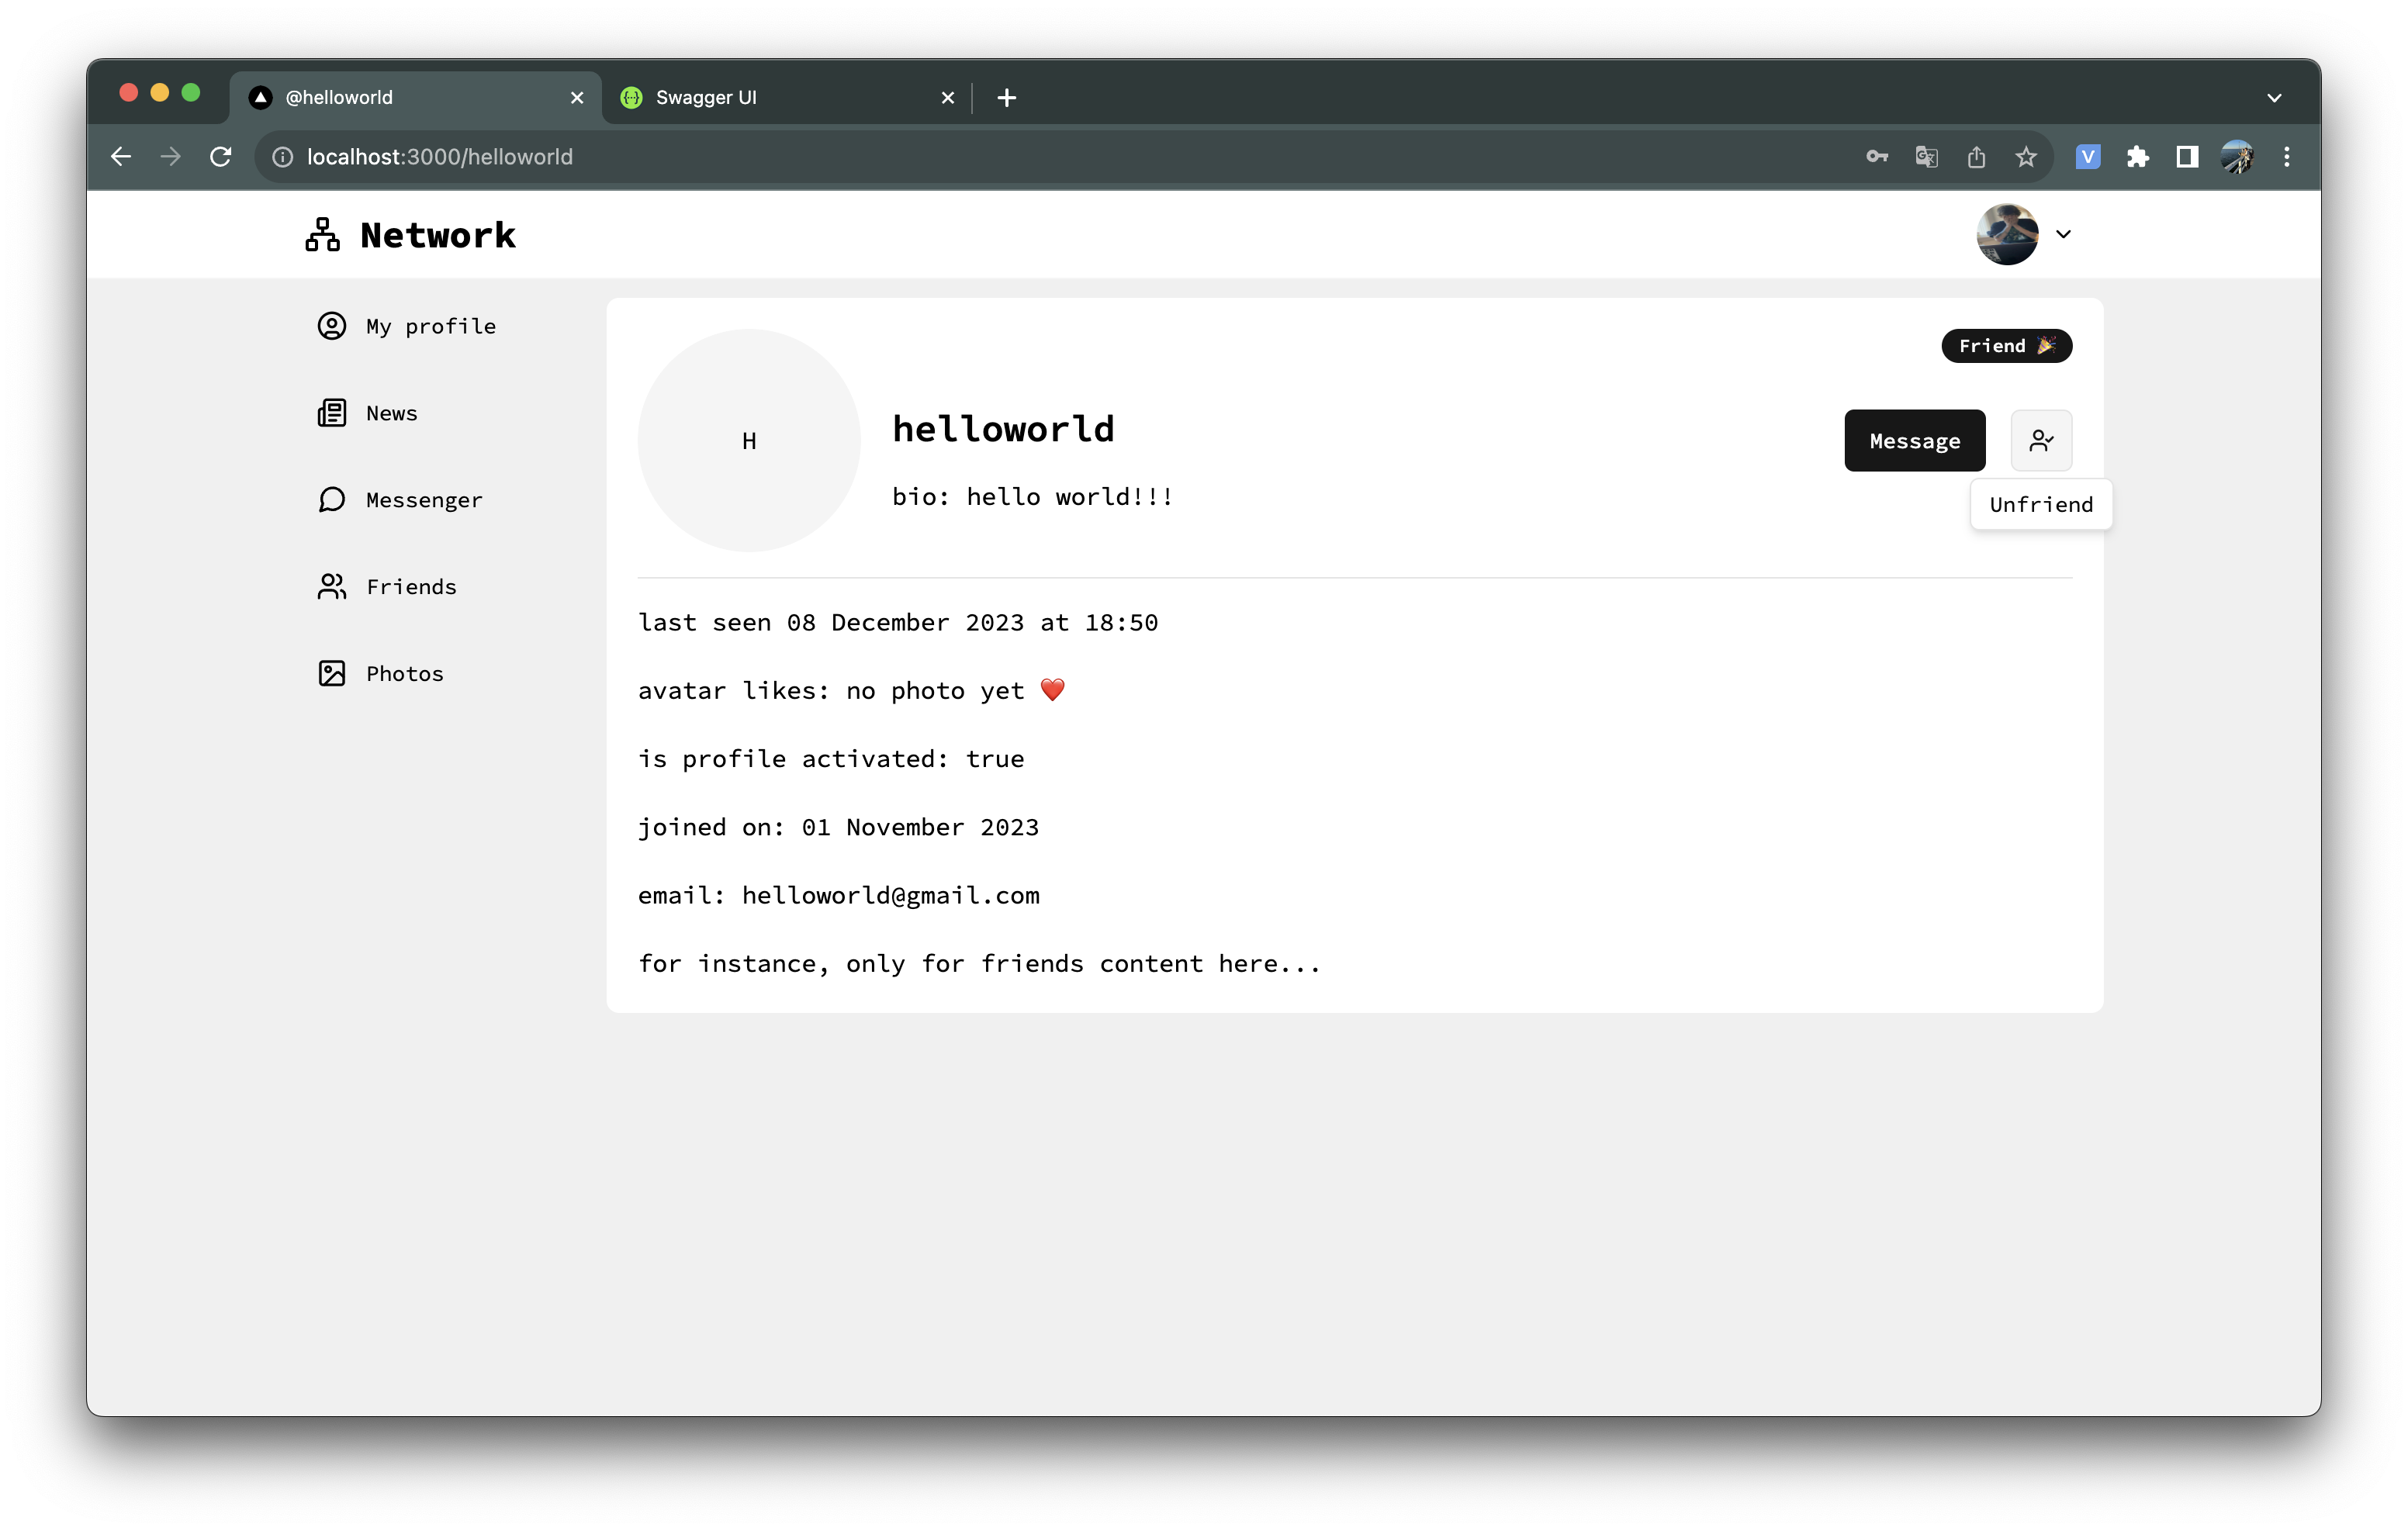 @helloworld
Swagger UI
localhost:3000/helloworld
V
Network
My profile
News
Messenger
Friends
Photos
Friend 🎉
H
helloworld
bio: hello world!!!
Message
Unfriend
last seen 08 December 2023 at 18:50
avatar likes: no photo yet ❤️
is profile activated: true
joined on: 01 November 2023
email: helloworld@gmail.com
for instance, only for friends content here...